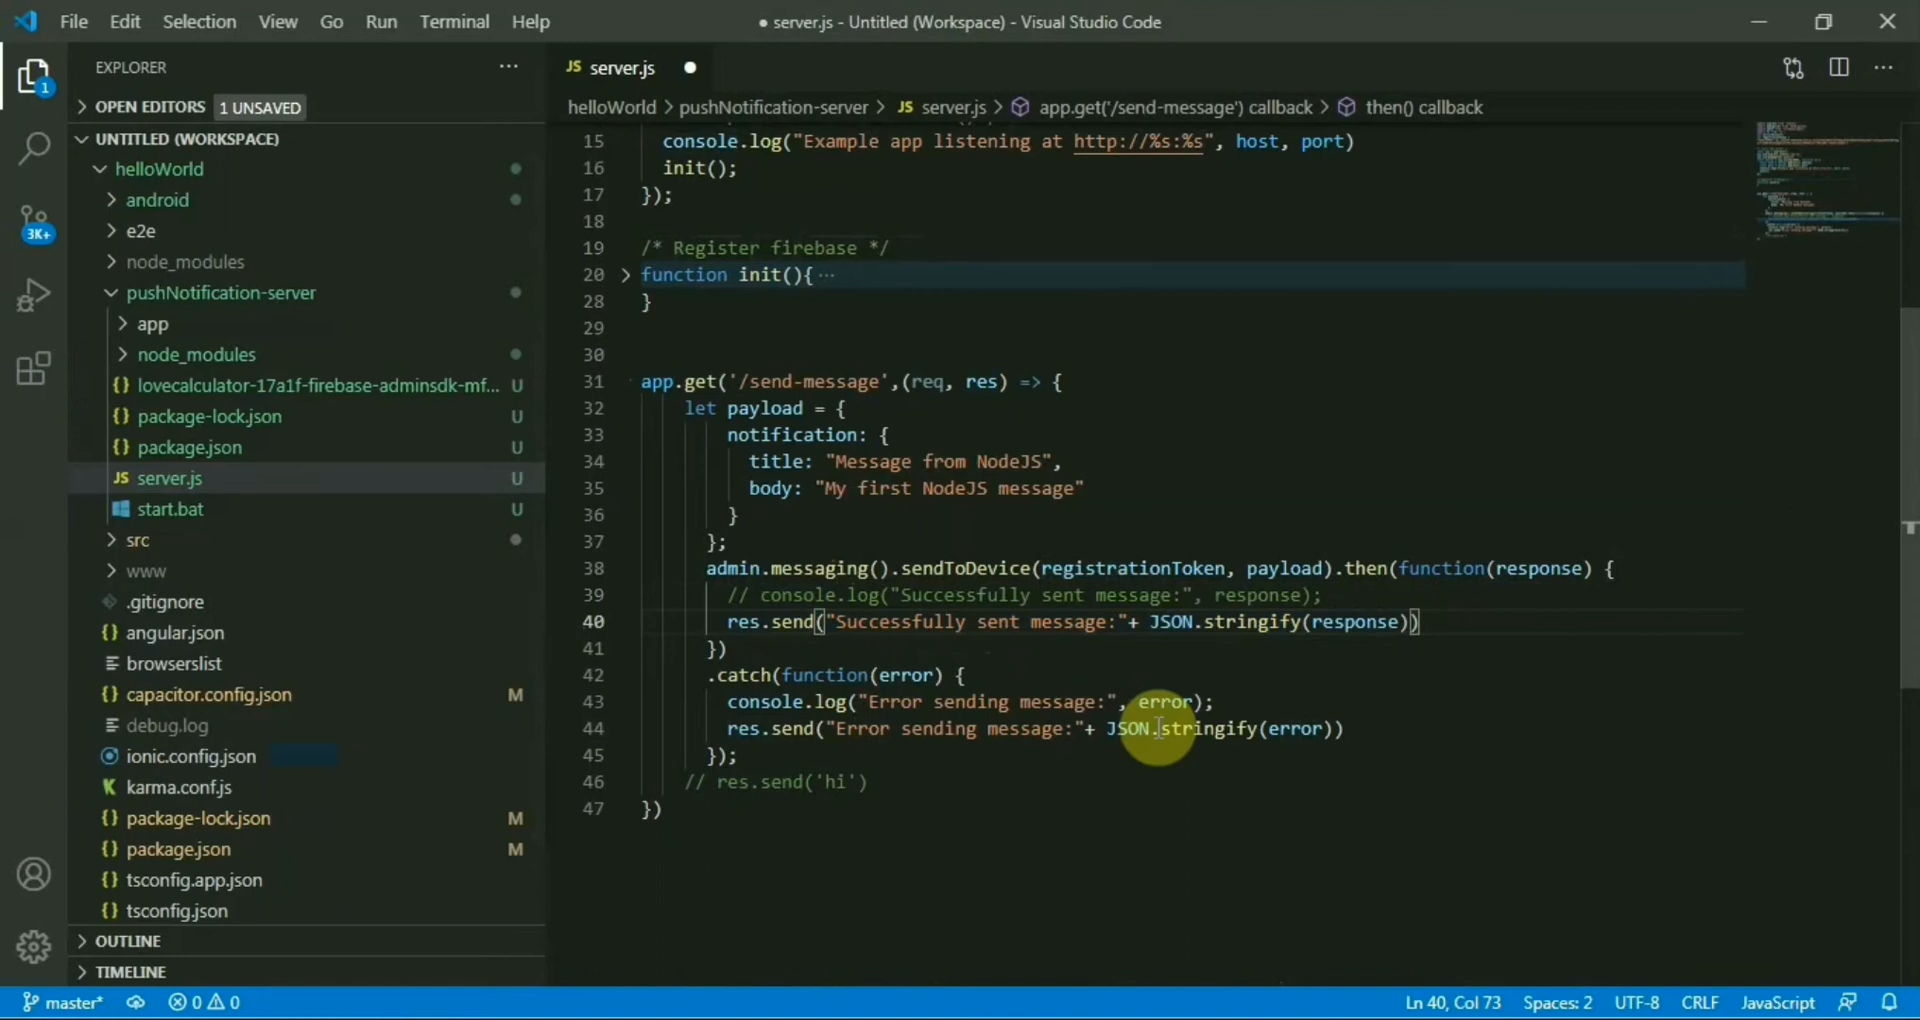 File Edit Selection View Go Run Terminal Help
● server.js - Untitled (Workspace) - Visual Studio Code
EXPLORER
OPEN EDITORS 1 UNSAVED
UNTITLED (WORKSPACE)
helloWorld
android
e2e
node_modules
pushNotification-server
app
node_modules
{} lovecalculator-17a1f-firebase-adminsdk-mf... U
{} package-lock.json U
{} package.json U
JS server.js U
start.bat U
src
www
.gitignore
{} angular.json
browserslist
{} capacitor.config.json M
debug.log
ionic.config.json
K karma.conf.js
{} package-lock.json M
{} package.json M
{} tsconfig.app.json
{} tsconfig.json
OUTLINE
TIMELINE
1
3K+
JS server.js ●
helloWorld > pushNotification-server > JS server.js > app.get('/send-message') callback > then() callback
15 console.log("Example app listening at http://%s:%s", host, port)
16 init();
17 });
18
19 /* Register firebase */
20 > function init(){ ···
28 }
29
30
31 app.get('/send-message',(req, res) => {
32 let payload = {
33 notification: {
34 title: "Message from NodeJS",
35 body: "My first NodeJS message"
36 }
37 };
38 admin.messaging().sendToDevice(registrationToken, payload).then(function(response) {
39 // console.log("Successfully sent message:", response);
40 res.send("Successfully sent message:"+ JSON.stringify(response))
41 })
42 .catch(function(error) {
43 console.log("Error sending message:", error);
44 res.send("Error sending message:"+ JSON.stringify(error))
45 });
46 // res.send('hi')
47 })
master* 0 0 Ln 40, Col 73 Spaces: 2 UTF-8 CRLF JavaScript